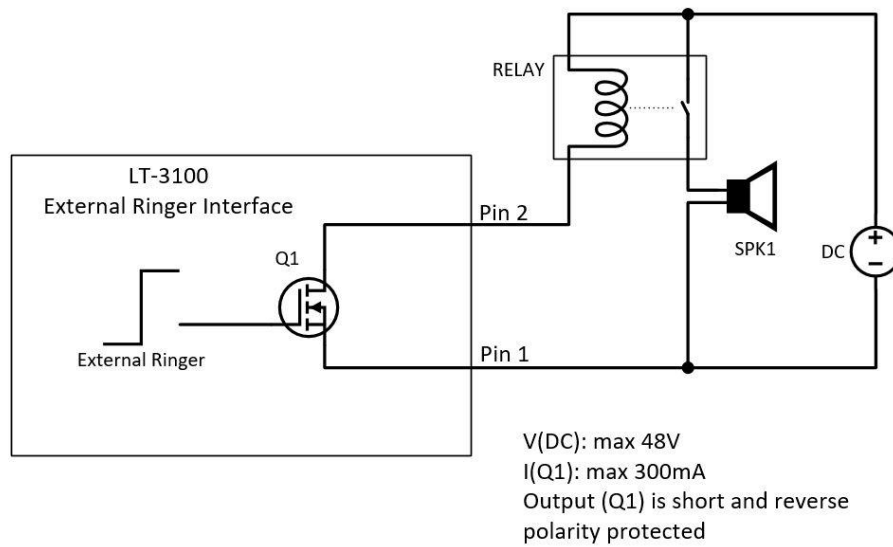 RELAY
LT-3100
External Ringer Interface
Pin 2
Q1
SPK1
DC
+
−
External Ringer
Pin 1
V(DC): max 48V
I(Q1): max 300mA
Output (Q1) is short and reverse
polarity protected